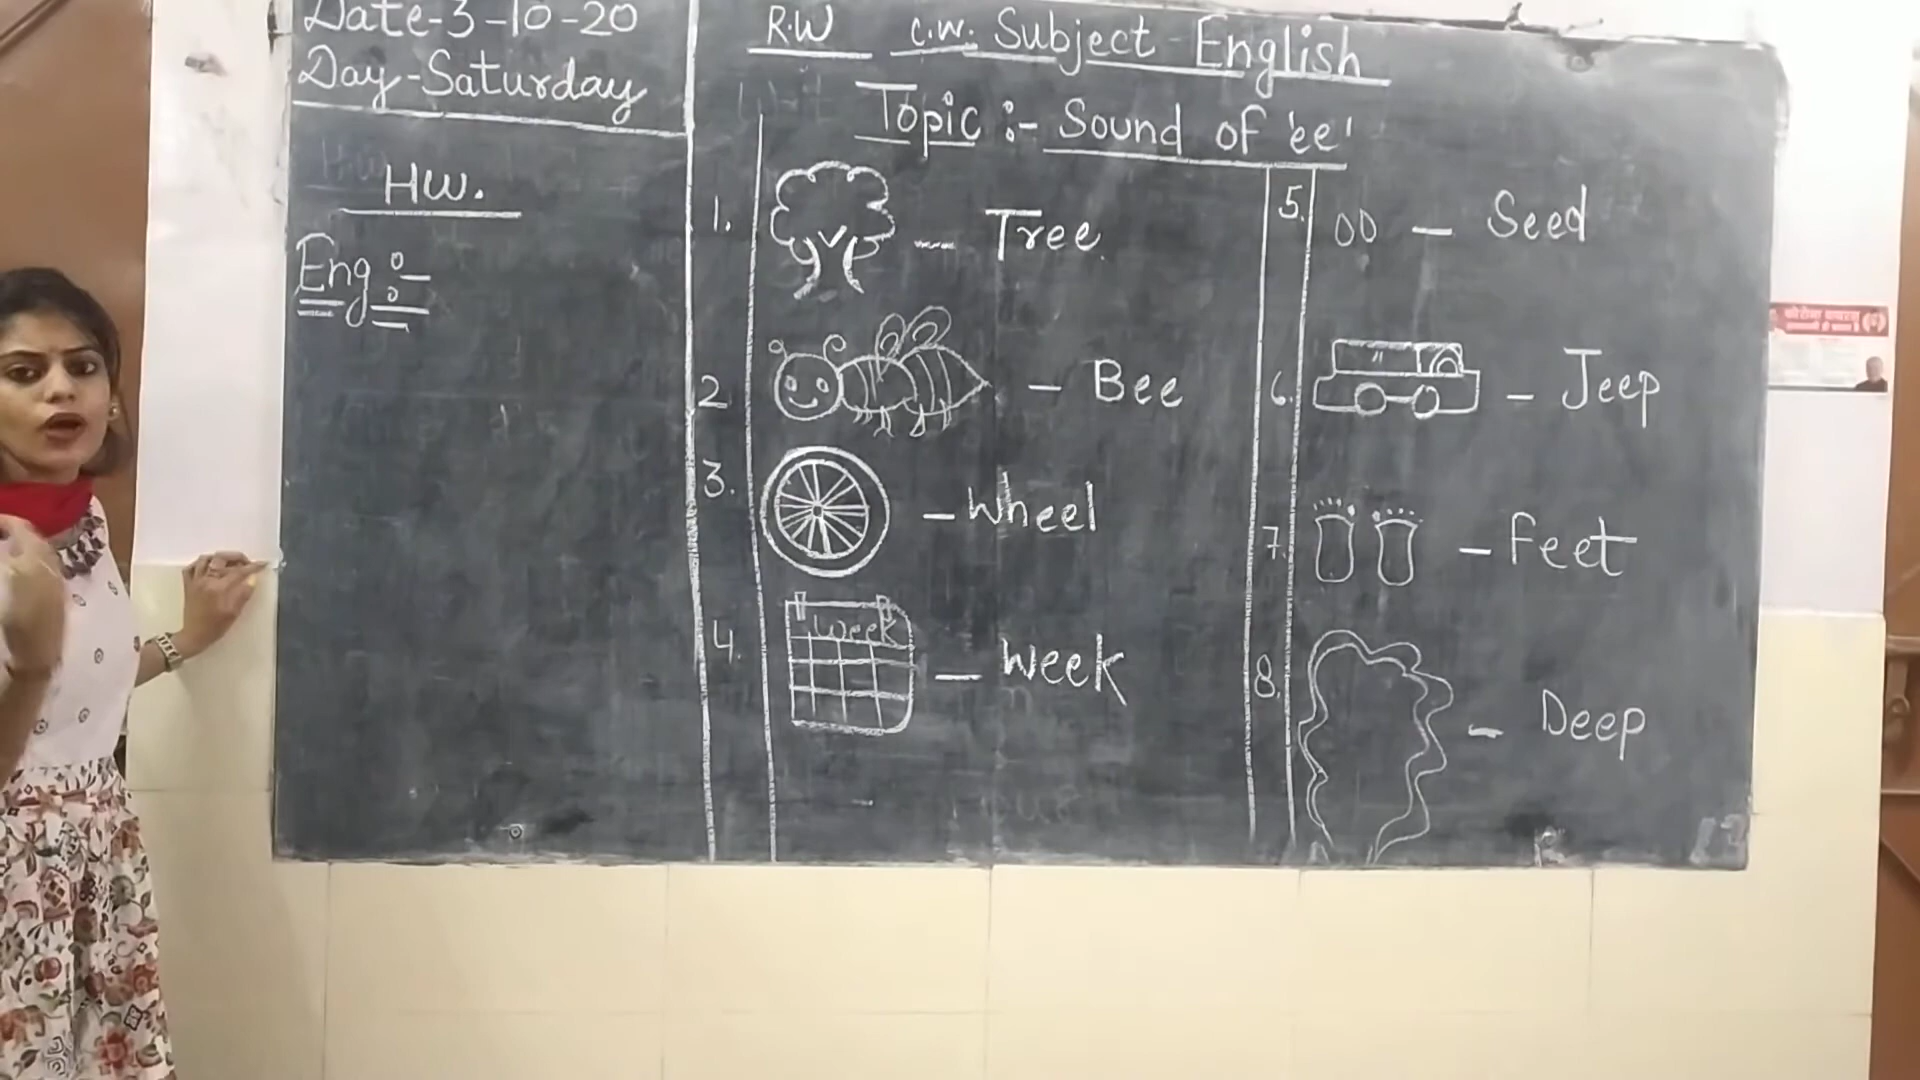 Date-3-10-20
Day-Saturday
HW.
Eng:-
R.W C.W. Subject - English
Topic :- Sound of 'ee'
1. - Tree
2 - Bee
3. - Wheel
4. week - Week
5. - Seed
6. - Jeep
7. - Feet
8. - Deep
कोरोना वायरस